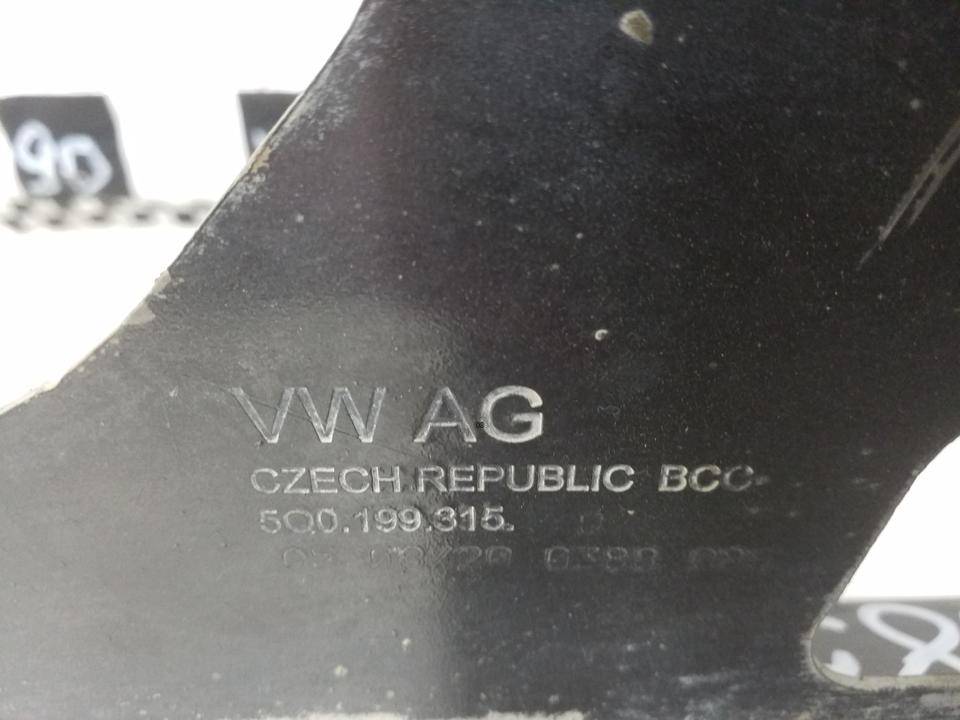 90
VW AG
CZECH REPUBLIC BCC
5Q0.199.315.